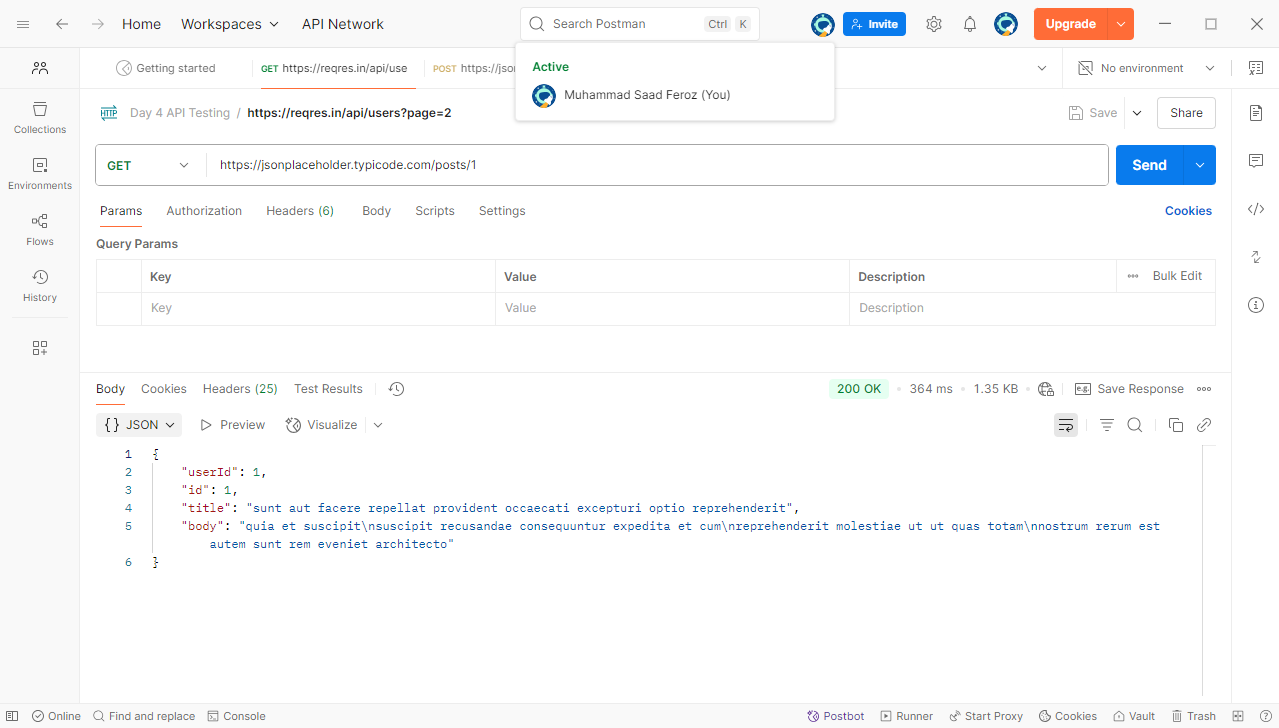 Home Workspaces API Network Search Postman Ctrl K Invite Upgrade
Active
Muhammad Saad Feroz (You)
Getting started GET https://reqres.in/api/use POST https://jso No environment
HTTP Day 4 API Testing / https://reqres.in/api/users?page=2 Save Share
GET https://jsonplaceholder.typicode.com/posts/1 Send
Params Authorization Headers (6) Body Scripts Settings Cookies
Query Params
Key Value Description Bulk Edit
Key Value Description
Collections
Environments
Flows
History
Body Cookies Headers (25) Test Results 200 OK • 364 ms • 1.35 KB • e.g. Save Response
{} JSON Preview Visualize
1 {
2 "userId": 1,
3 "id": 1,
4 "title": "sunt aut facere repellat provident occaecati excepturi optio reprehenderit",
5 "body": "quia et suscipit\nsuscipit recusandae consequuntur expedita et cum\nreprehenderit molestiae ut ut quas totam\nnostrum rerum est
autem sunt rem eveniet architecto"
6 }
Online Find and replace Console Postbot Runner Start Proxy Cookies Vault Trash